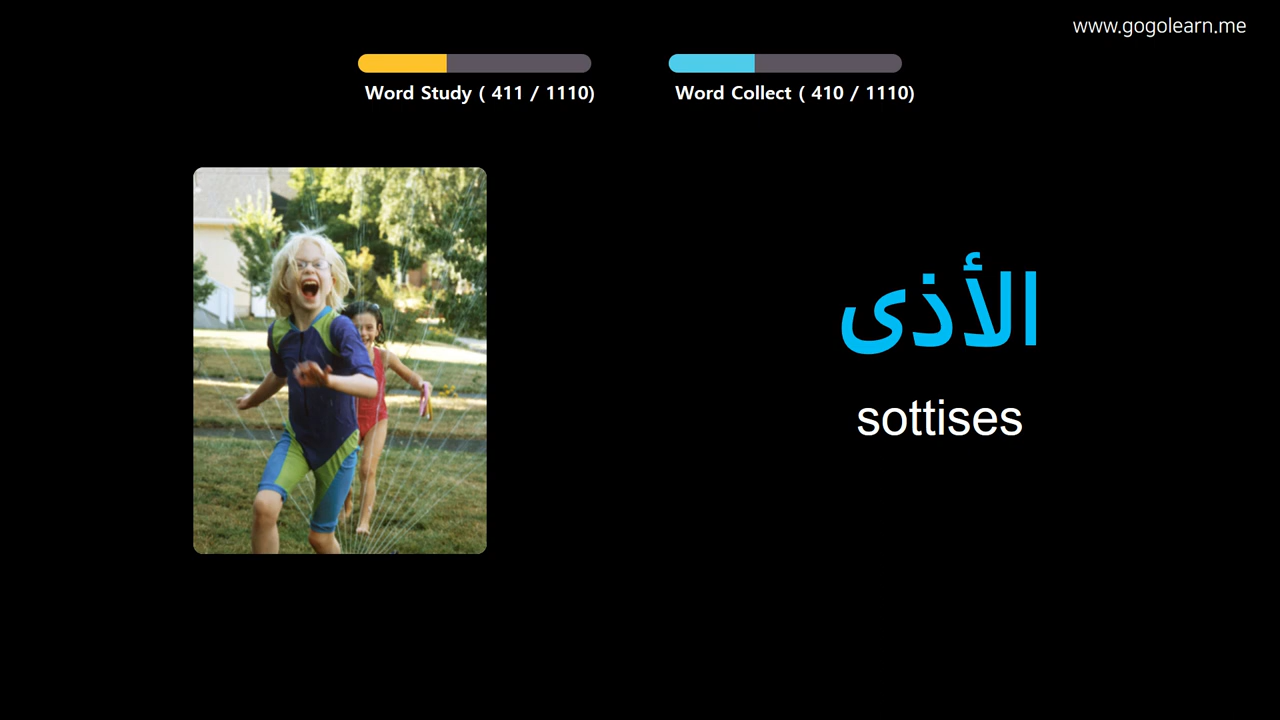 www.gogolearn.me
Word Study ( 411 / 1110)
Word Collect ( 410 / 1110)
الأذى
sottises